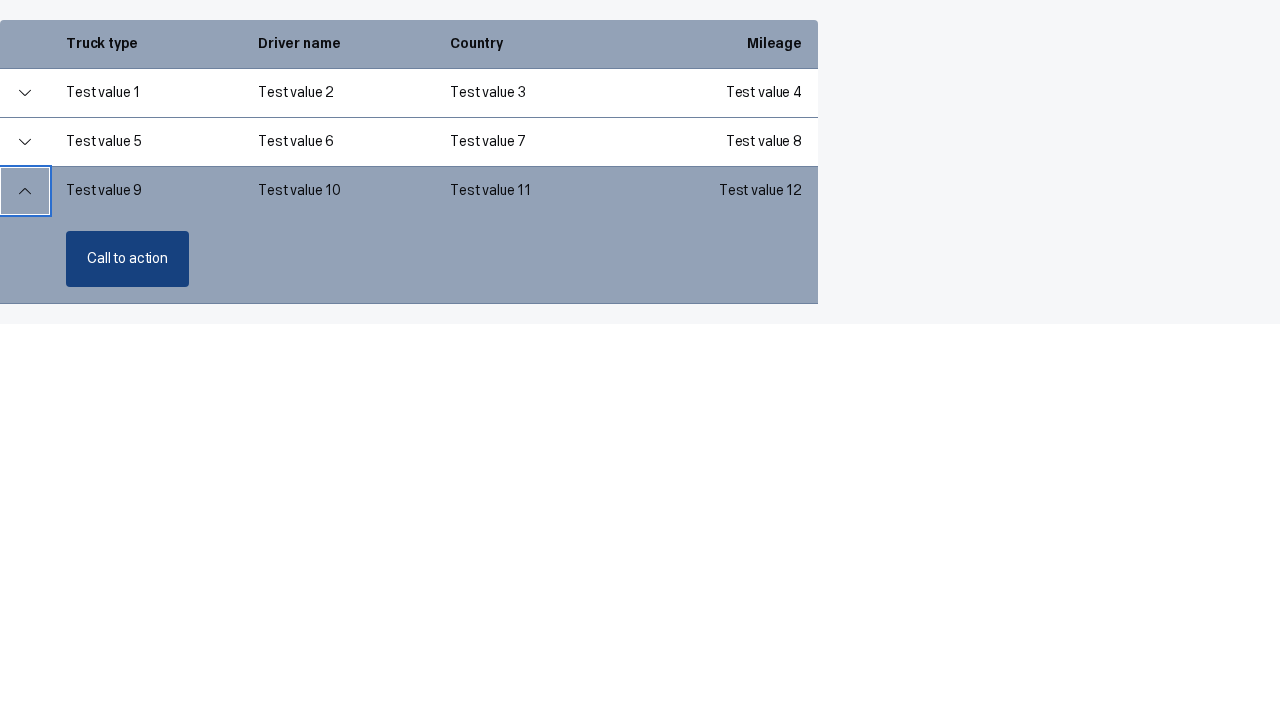 Truck type Driver name Country Mileage
Test value 1 Test value 2 Test value 3 Test value 4
Test value 5 Test value 6 Test value 7 Test value 8
Test value 9 Test value 10 Test value 11 Test value 12
Call to action